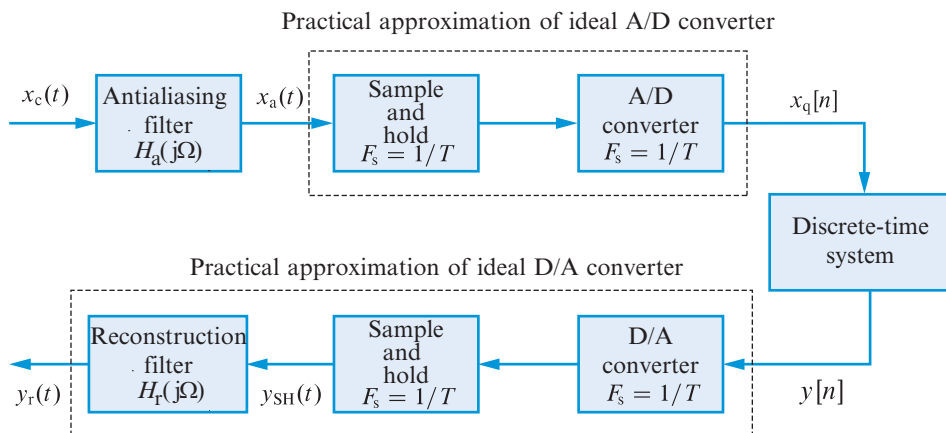 Practical approximation of ideal A/D converter
x_c(t)
Antialiasing
filter
H_a(jΩ)
x_a(t)
Sample
and
hold
F_s = 1/T
A/D
converter
F_s = 1/T
x_q[n]
Discrete-time
system
Practical approximation of ideal D/A converter
y_r(t)
Reconstruction
filter
H_r(jΩ)
y_SH(t)
Sample
and
hold
F_s = 1/T
D/A
converter
F_s = 1/T
y[n]